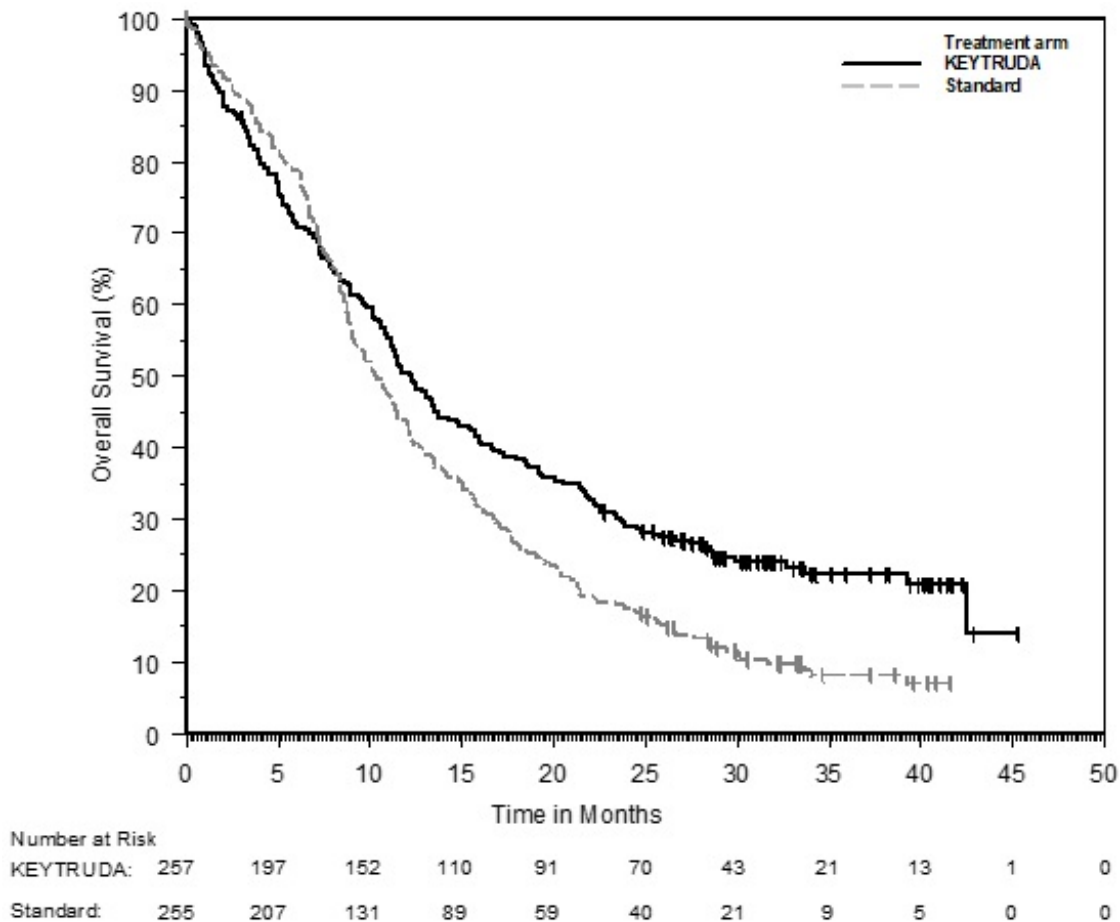 Treatment arm
KEYTRUDA
Standard
Overall Survival (%)
100
90
80
70
60
50
40
30
20
10
0
0 5 10 15 20 25 30 35 40 45 50
Time in Months
Number at Risk
KEYTRUDA: 257 197 152 110 91 70 43 21 13 1 0
Standard: 255 207 131 89 59 40 21 9 5 0 0